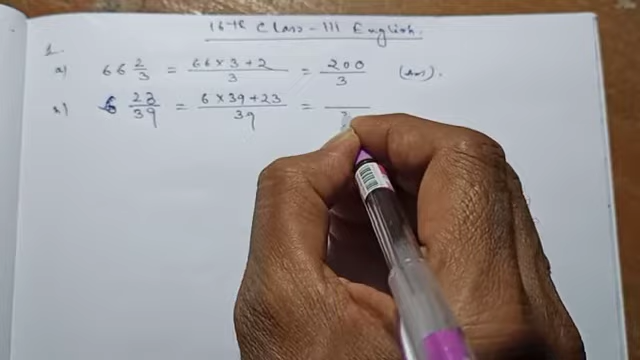 16th Class - III English.
1.
a) 66 2/3 = 66 × 3 + 2 / 3 = 200 / 3 (Ans).
6 23/39 = 6 × 39 + 23 / 39 =